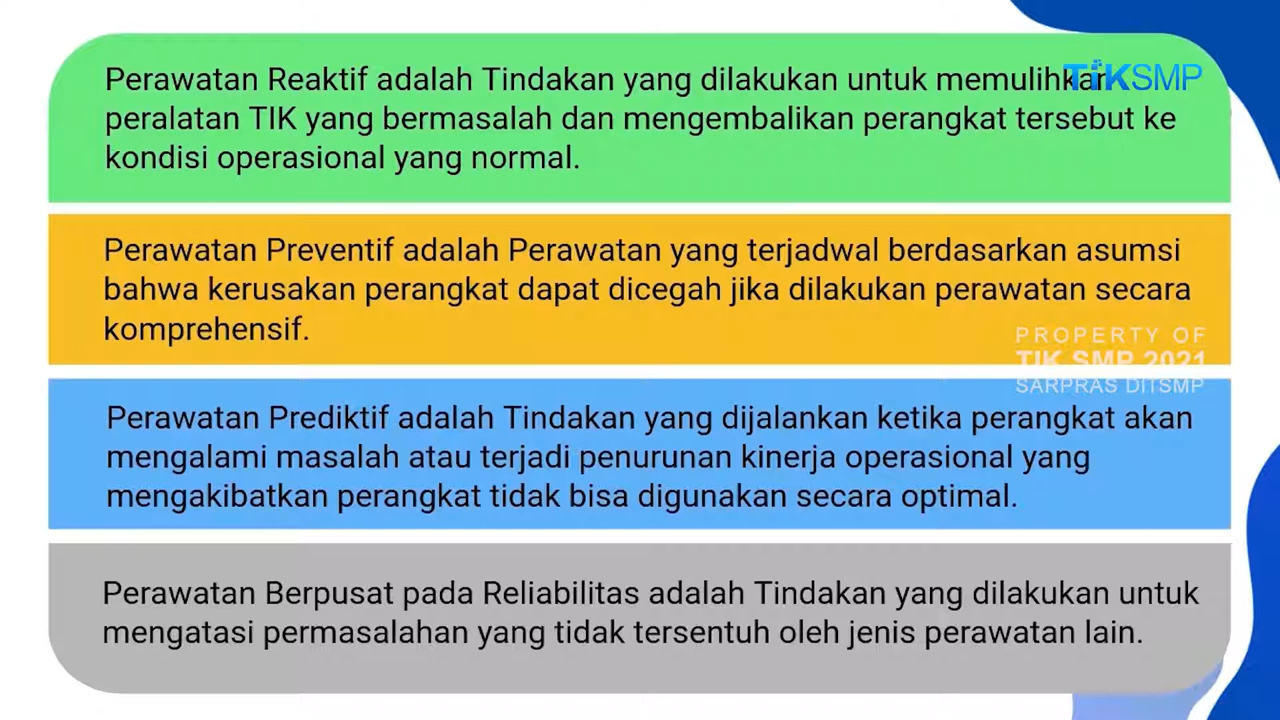 Perawatan Reaktif adalah Tindakan yang dilakukan untuk memulihkan
TiKSMP
peralatan TIK yang bermasalah dan mengembalikan perangkat tersebut ke
kondisi operasional yang normal.
Perawatan Preventif adalah Perawatan yang terjadwal berdasarkan asumsi
bahwa kerusakan perangkat dapat dicegah jika dilakukan perawatan secara
komprehensif.
PROPERTY OF
TIK SMP 2021
SARPRAS DITSMP
Perawatan Prediktif adalah Tindakan yang dijalankan ketika perangkat akan
mengalami masalah atau terjadi penurunan kinerja operasional yang
mengakibatkan perangkat tidak bisa digunakan secara optimal.
Perawatan Berpusat pada Reliabilitas adalah Tindakan yang dilakukan untuk
mengatasi permasalahan yang tidak tersentuh oleh jenis perawatan lain.